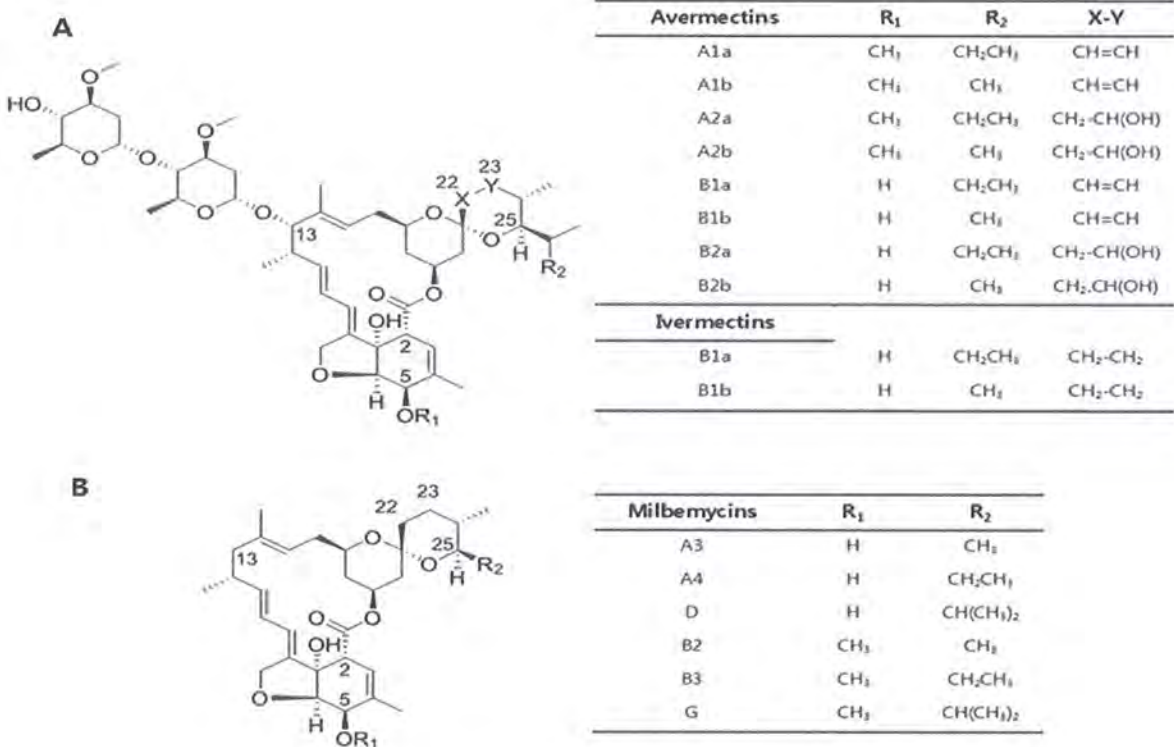 A
O
HO
O
O
O
O
O
13
22
X
23
Y
O
25
O
H
R₂
O
O
OH
2
O
5
H
OR₁
Avermectins R₁ R₂ X-Y
A1a CH₃ CH₂CH₃ CH=CH
A1b CH₃ CH₃ CH=CH
A2a CH₃ CH₂CH₃ CH₂-CH(OH)
A2b CH₃ CH₃ CH₂-CH(OH)
B1a H CH₂CH₃ CH=CH
B1b H CH₃ CH=CH
B2a H CH₂CH₃ CH₂-CH(OH)
B2b H CH₃ CH₂.CH(OH)
Ivermectins
B1a H CH₂CH₃ CH₂-CH₂
B1b H CH₃ CH₂-CH₂
B
23
22
13
O
25
O
H
R₂
O
O
OH
2
O
5
H
OR₁
Milbemycins R₁ R₂
A3 H CH₃
A4 H CH₂CH₃
D H CH(CH₃)₂
B2 CH₃ CH₃
B3 CH₃ CH₂CH₃
G CH₃ CH(CH₃)₂